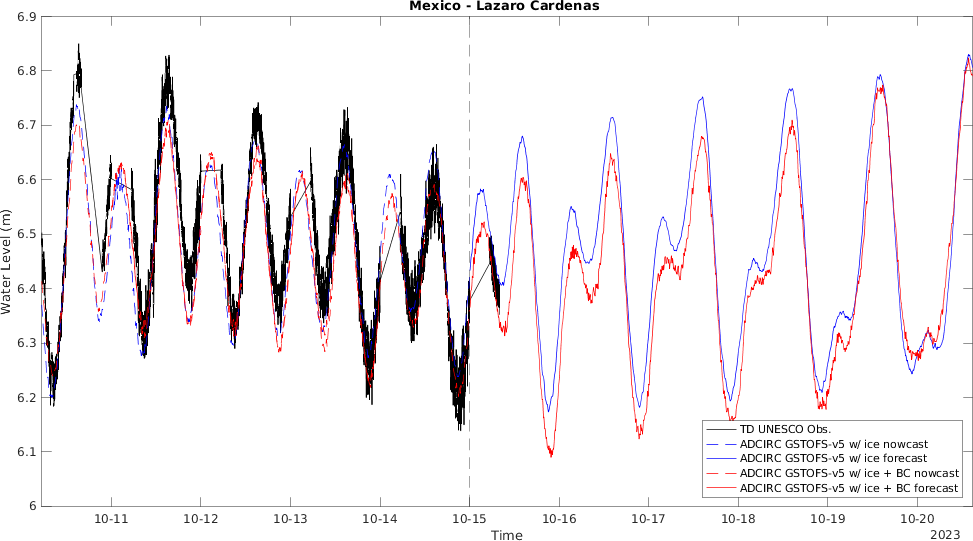 Mexico - Lazaro Cardenas
6.9
6.8
6.7
6.6
6.5
6.4
6.3
6.2
6.1
6
Water Level (m)
10-11 10-12 10-13 10-14 10-15 10-16 10-17 10-18 10-19 10-20
Time
2023
TD UNESCO Obs.
ADCIRC GSTOFS-v5 w/ ice nowcast
ADCIRC GSTOFS-v5 w/ ice forecast
ADCIRC GSTOFS-v5 w/ ice + BC nowcast
ADCIRC GSTOFS-v5 w/ ice + BC forecast